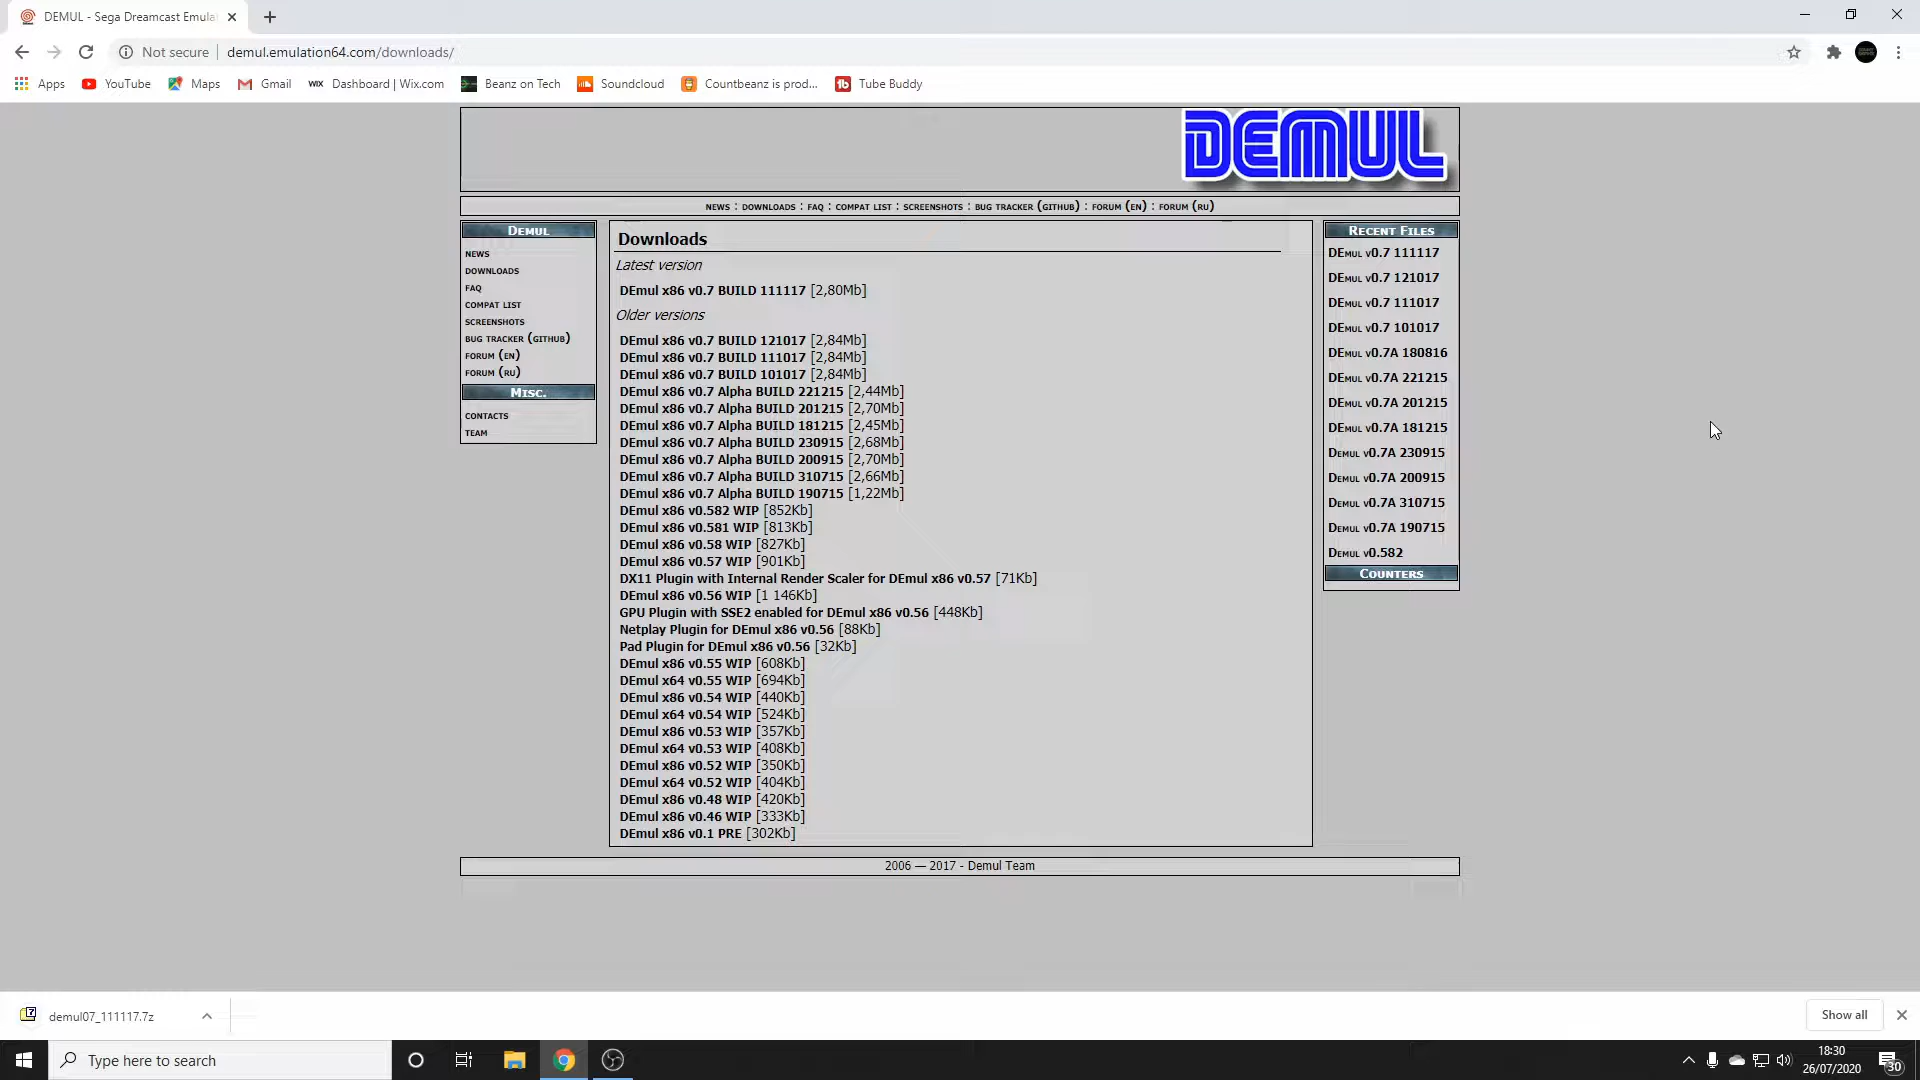 DEMUL - Sega Dreamcast Emula
Not secure
demul.emulation64.com/downloads/
Apps
YouTube
Maps
Gmail
WIX Dashboard | Wix.com
Beanz on Tech
Soundcloud
Countbeanz is prod...
tb Tube Buddy
DEMUL
NEWS : DOWNLOADS : FAQ : COMPAT LIST : SCREENSHOTS : BUG TRACKER (GITHUB) : FORUM (EN) : FORUM (RU)
DEMUL
NEWS
DOWNLOADS
FAQ
COMPAT LIST
SCREENSHOTS
BUG TRACKER (GITHUB)
FORUM (EN)
FORUM (RU)
MISC.
CONTACTS
TEAM
Downloads
Latest version
DEmul x86 v0.7 BUILD 111117 [2,80Mb]
Older versions
DEmul x86 v0.7 BUILD 121017 [2,84Mb]
DEmul x86 v0.7 BUILD 111017 [2,84Mb]
DEmul x86 v0.7 BUILD 101017 [2,84Mb]
DEmul x86 v0.7 Alpha BUILD 221215 [2,44Mb]
DEmul x86 v0.7 Alpha BUILD 201215 [2,70Mb]
DEmul x86 v0.7 Alpha BUILD 181215 [2,45Mb]
DEmul x86 v0.7 Alpha BUILD 230915 [2,68Mb]
DEmul x86 v0.7 Alpha BUILD 200915 [2,70Mb]
DEmul x86 v0.7 Alpha BUILD 310715 [2,66Mb]
DEmul x86 v0.7 Alpha BUILD 190715 [1,22Mb]
DEmul x86 v0.582 WIP [852Kb]
DEmul x86 v0.581 WIP [813Kb]
DEmul x86 v0.58 WIP [827Kb]
DEmul x86 v0.57 WIP [901Kb]
DX11 Plugin with Internal Render Scaler for DEmul x86 v0.57 [71Kb]
DEmul x86 v0.56 WIP [1 146Kb]
GPU Plugin with SSE2 enabled for DEmul x86 v0.56 [448Kb]
Netplay Plugin for DEmul x86 v0.56 [88Kb]
Pad Plugin for DEmul x86 v0.56 [32Kb]
DEmul x86 v0.55 WIP [608Kb]
DEmul x64 v0.55 WIP [694Kb]
DEmul x86 v0.54 WIP [440Kb]
DEmul x64 v0.54 WIP [524Kb]
DEmul x86 v0.53 WIP [357Kb]
DEmul x64 v0.53 WIP [408Kb]
DEmul x86 v0.52 WIP [350Kb]
DEmul x64 v0.52 WIP [404Kb]
DEmul x86 v0.48 WIP [420Kb]
DEmul x86 v0.46 WIP [333Kb]
DEmul x86 v0.1 PRE [302Kb]
RECENT FILES
DEMUL V0.7 111117
DEMUL V0.7 121017
DEMUL V0.7 111017
DEMUL V0.7 101017
DEMUL V0.7A 180816
DEMUL V0.7A 221215
DEMUL V0.7A 201215
DEMUL V0.7A 181215
DEMUL V0.7A 230915
DEMUL V0.7A 200915
DEMUL V0.7A 310715
DEMUL V0.7A 190715
DEMUL V0.582
COUNTERS
2006 — 2017 - Demul Team
demul07_111117.7z
Show all
Type here to search
18:30
26/07/2020
30